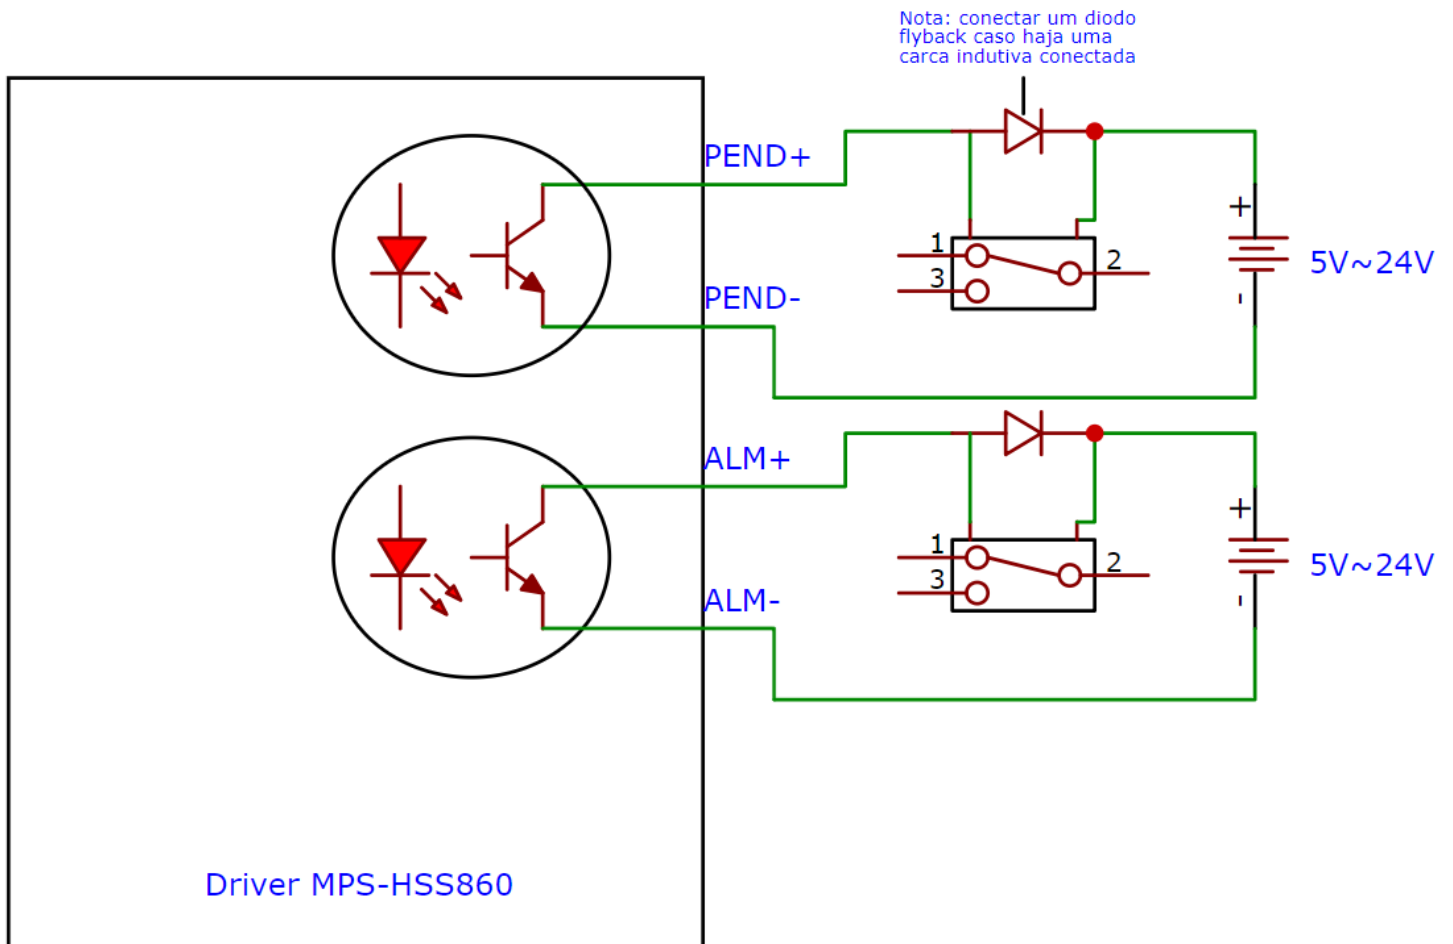 Nota: conectar um diodo
flyback caso haja uma
carca indutiva conectada
PEND+
+
1
2
5V~24V
3
PEND-
-
ALM+
+
1
2
5V~24V
3
ALM-
-
Driver MPS-HSS860